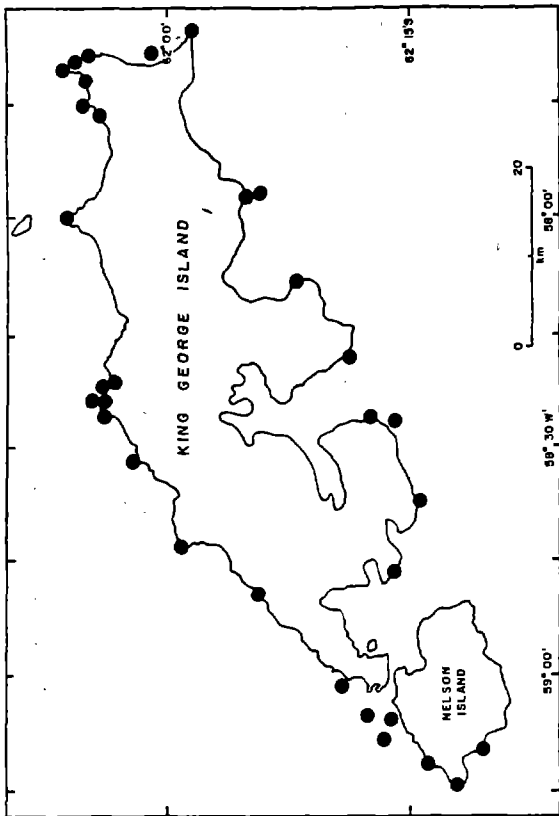 62° 00'
62° 15'S
KING GEORGE ISLAND
NELSON
ISLAND
0
20
km
58° 00'
58° 30' W
59° 00'